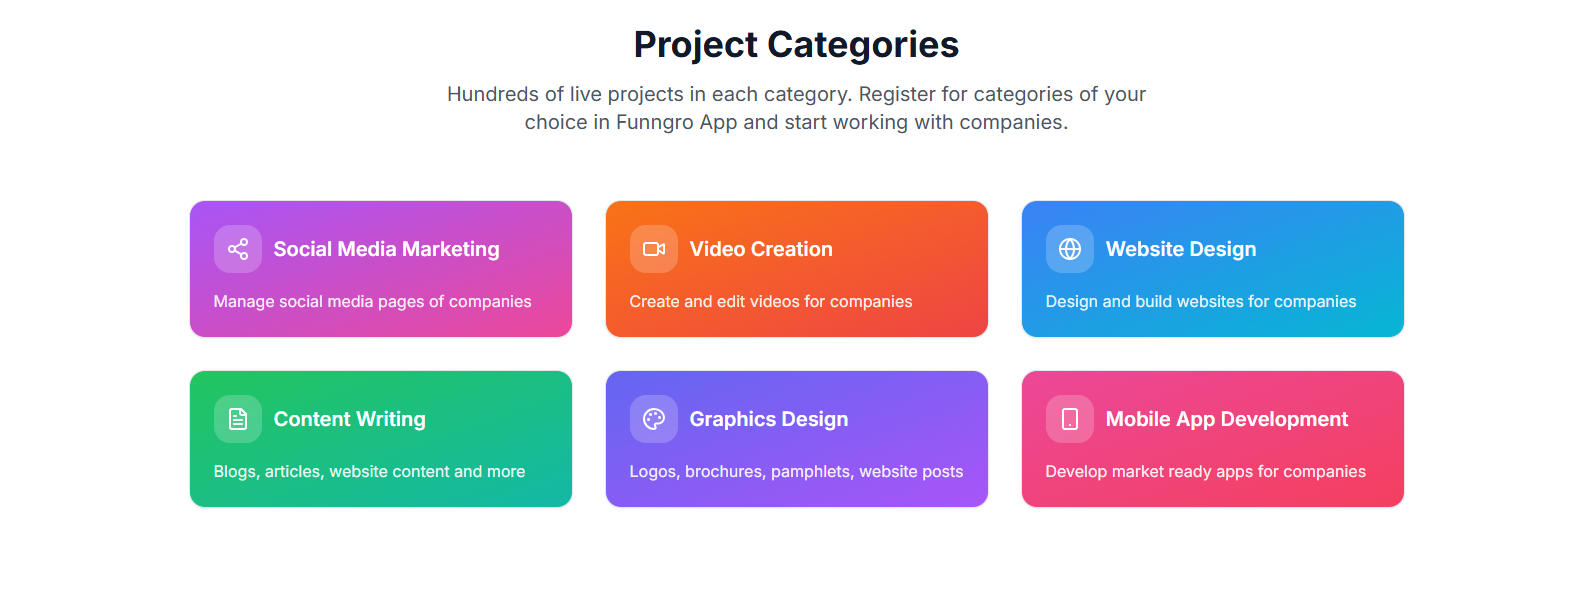 Project Categories
Hundreds of live projects in each category. Register for categories of your
choice in Funngro App and start working with companies.
Social Media Marketing
Manage social media pages of companies
Video Creation
Create and edit videos for companies
Website Design
Design and build websites for companies
Content Writing
Blogs, articles, website content and more
Graphics Design
Logos, brochures, pamphlets, website posts
Mobile App Development
Develop market ready apps for companies